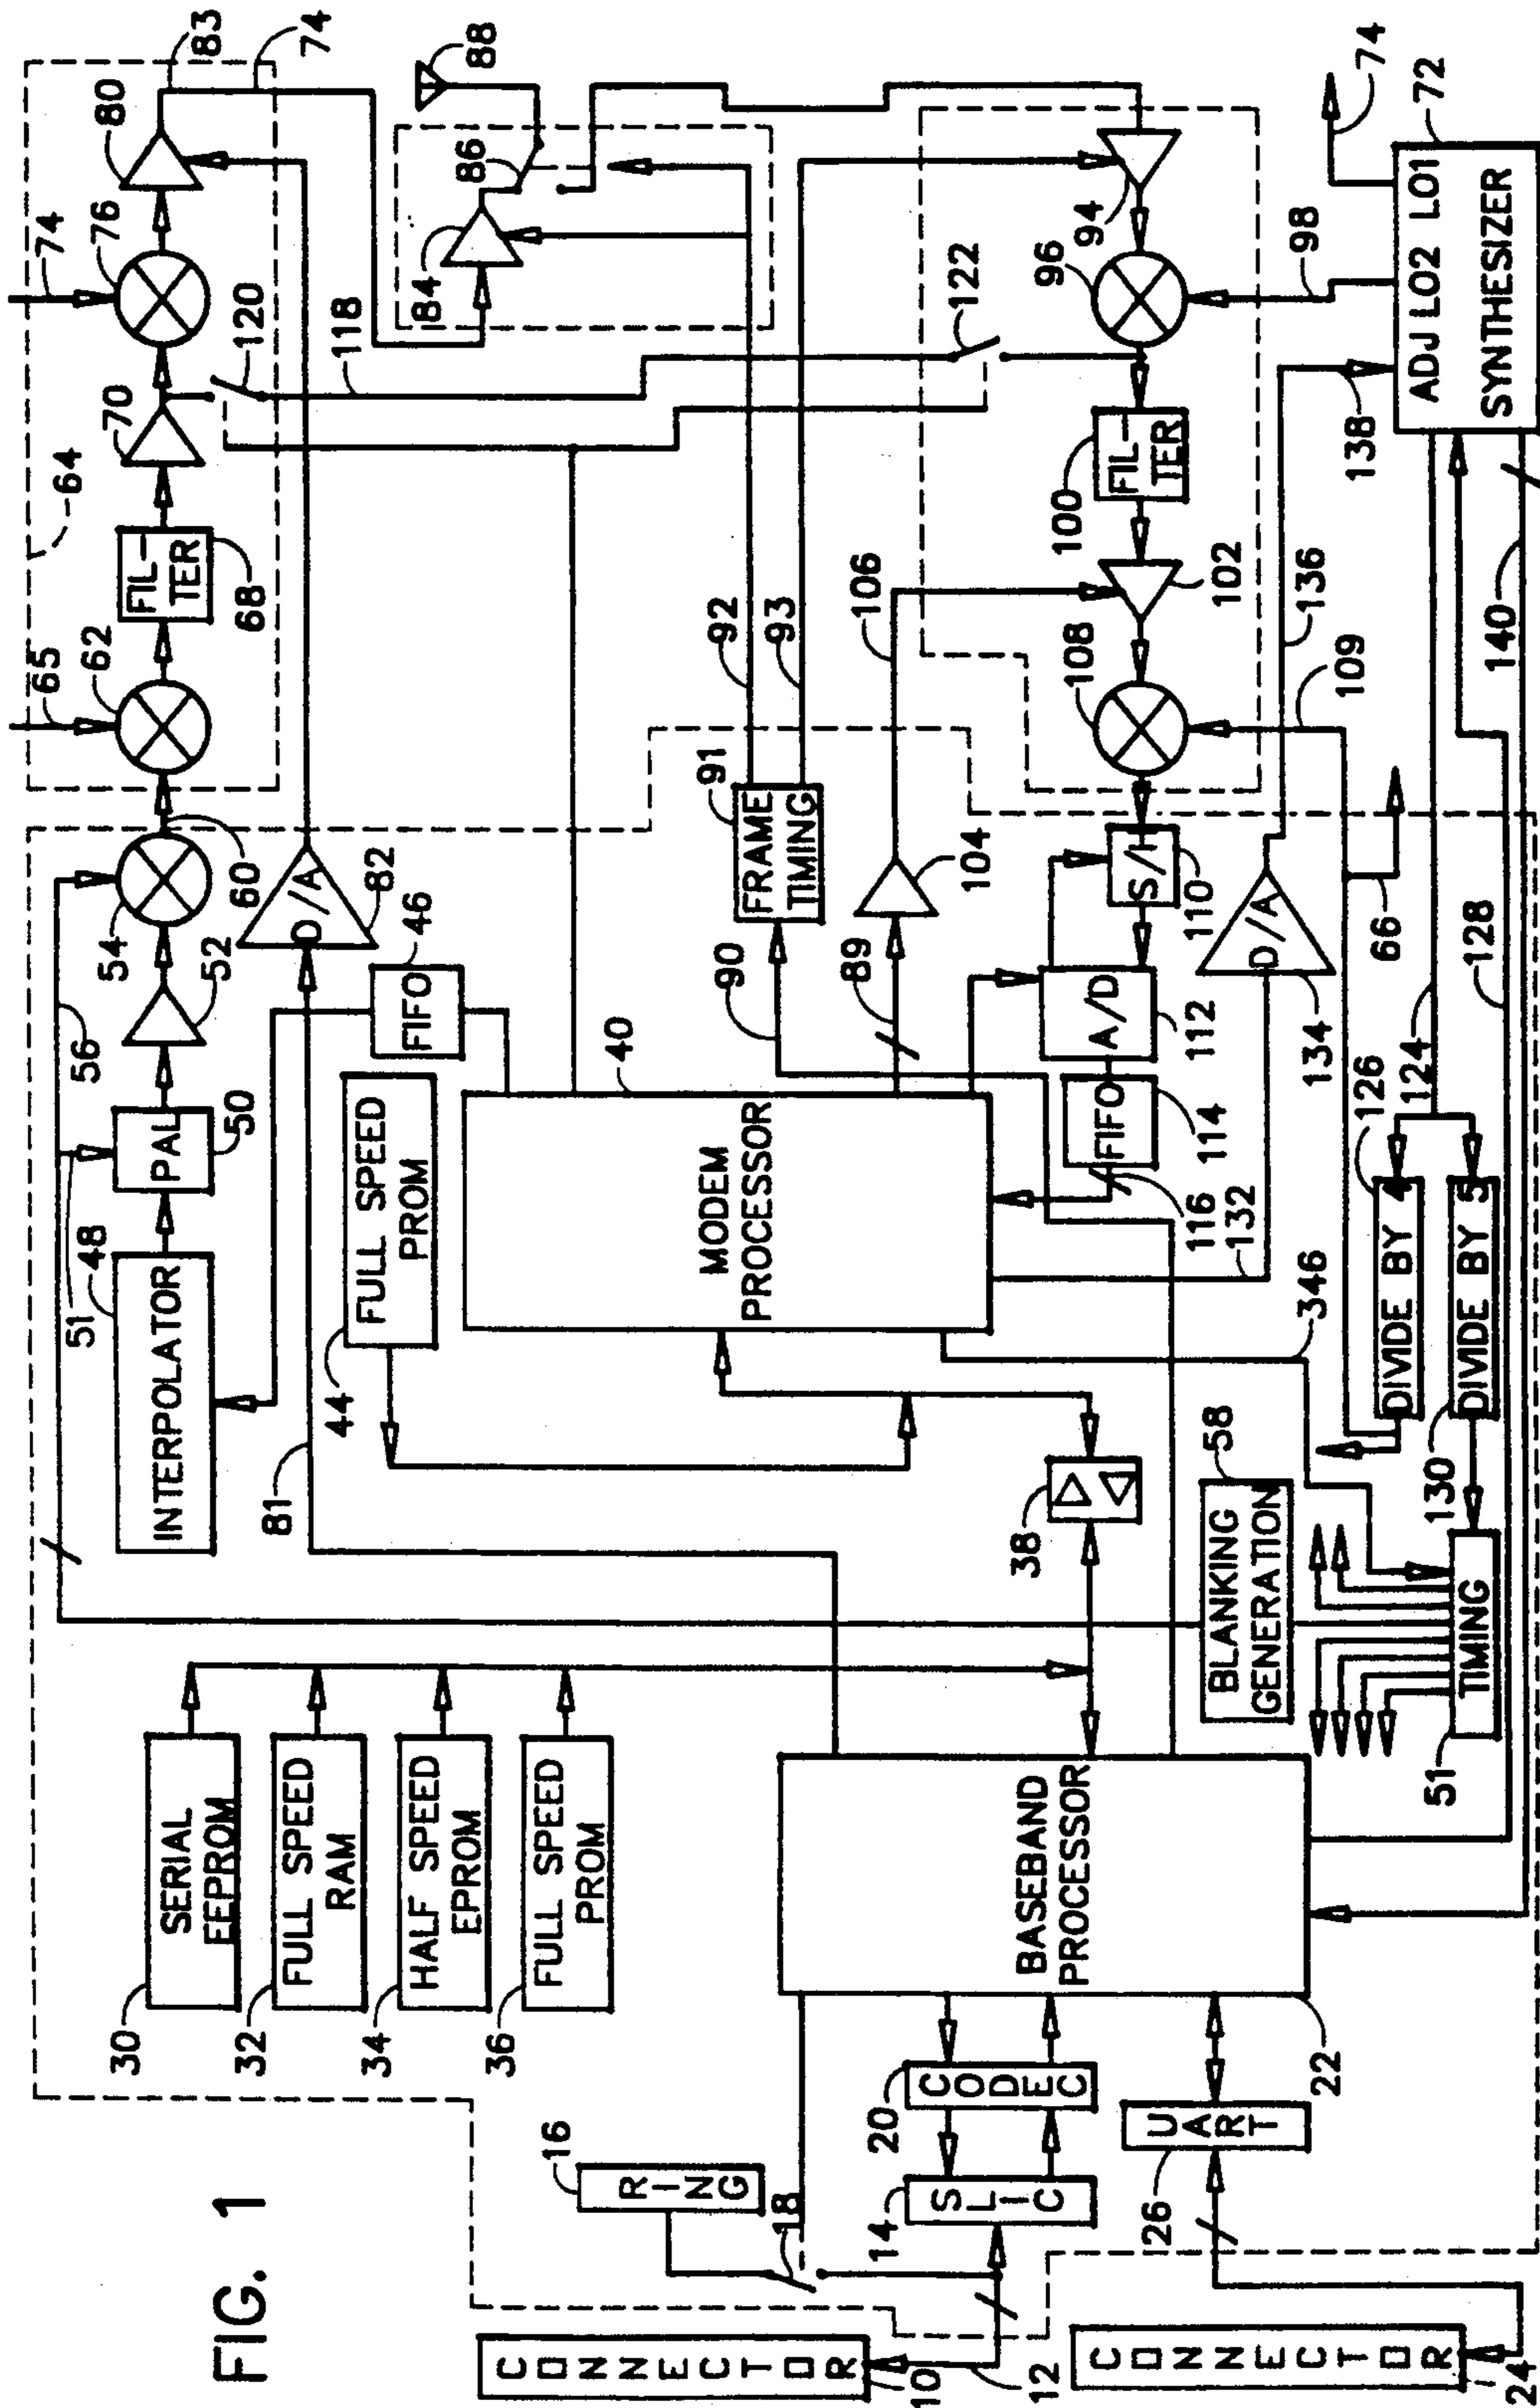 FIG. 1
CONNECTOR
10
12
CONNECTOR
24
RING
16
18
SLIC
14
CODEC
20
UART
26
BASEBAND
PROCESSOR
22
SERIAL
EEPROM
30
FULL SPEED
RAM
32
HALF SPEED
EPROM
34
FULL SPEED
PROM
36
38
MODEM
PROCESSOR
40
FULL SPEED
PROM
44
FIFO
46
INTERPOLATOR
48
PAL
50
51
52
54
56
60
81
D/A
82
BLANKING
GENERATION
58
TIMING
51
DIVIDE BY 4
126
DIVIDE BY 5
130
346
132
116
FIFO
114
A/D
112
S/H
110
D/A
134
FRAME
TIMING
91
90
89
104
92
93
106
62
65
64
FIL-
TER
68
70
76
74
80
83
74
120
118
84
86
88
122
94
96
98
FIL-
TER
100
102
108
109
136
138
66
124
128
140
ADJ LO2 LO1
SYNTHESIZER
72
74